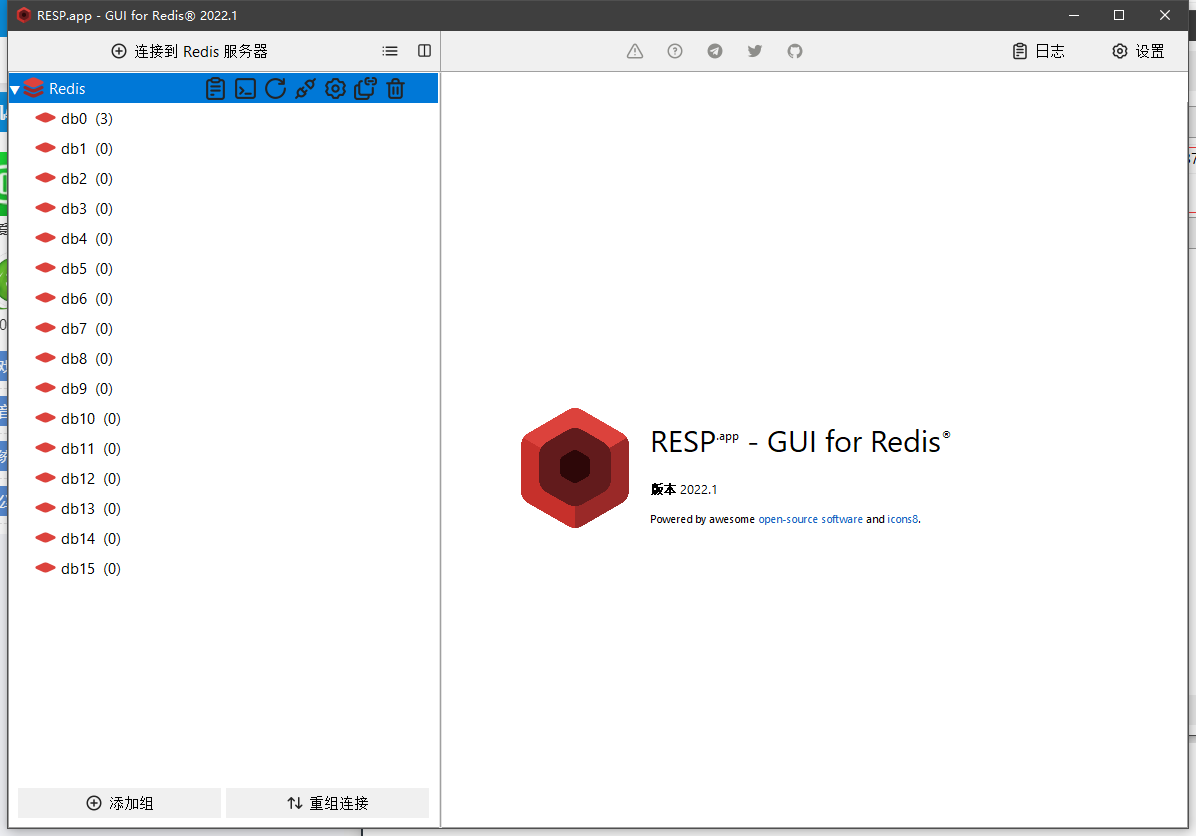 RESP.app - GUI for Redis® 2022.1
连接到 Redis 服务器
日志
设置
Redis
db0 (3)
db1 (0)
db2 (0)
db3 (0)
db4 (0)
db5 (0)
db6 (0)
db7 (0)
db8 (0)
db9 (0)
db10 (0)
db11 (0)
db12 (0)
db13 (0)
db14 (0)
db15 (0)
RESP.app - GUI for Redis®
版本 2022.1
Powered by awesome open-source software and icons8.
添加组
重组连接